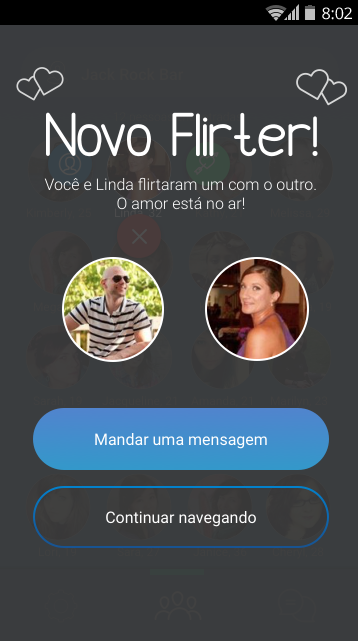 8:02
Novo Flirter!
Você e Linda flirtaram um com o outro.
O amor está no ar!
Mandar uma mensagem
Continuar navegando